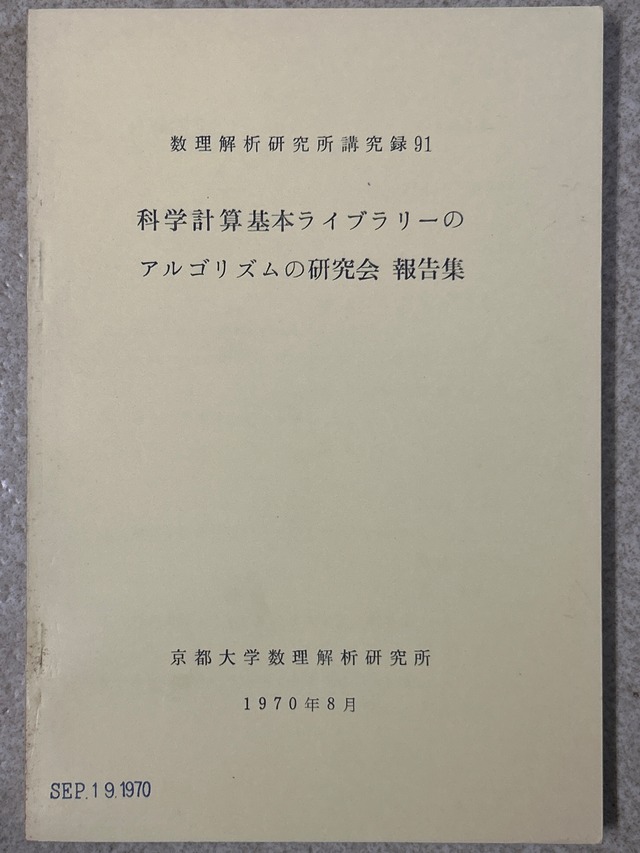 数理解析研究所講究録91
科学計算基本ライブラリーの
アルゴリズムの研究会 報告集
京都大学数理解析研究所
1970年8月
SEP.19.1970